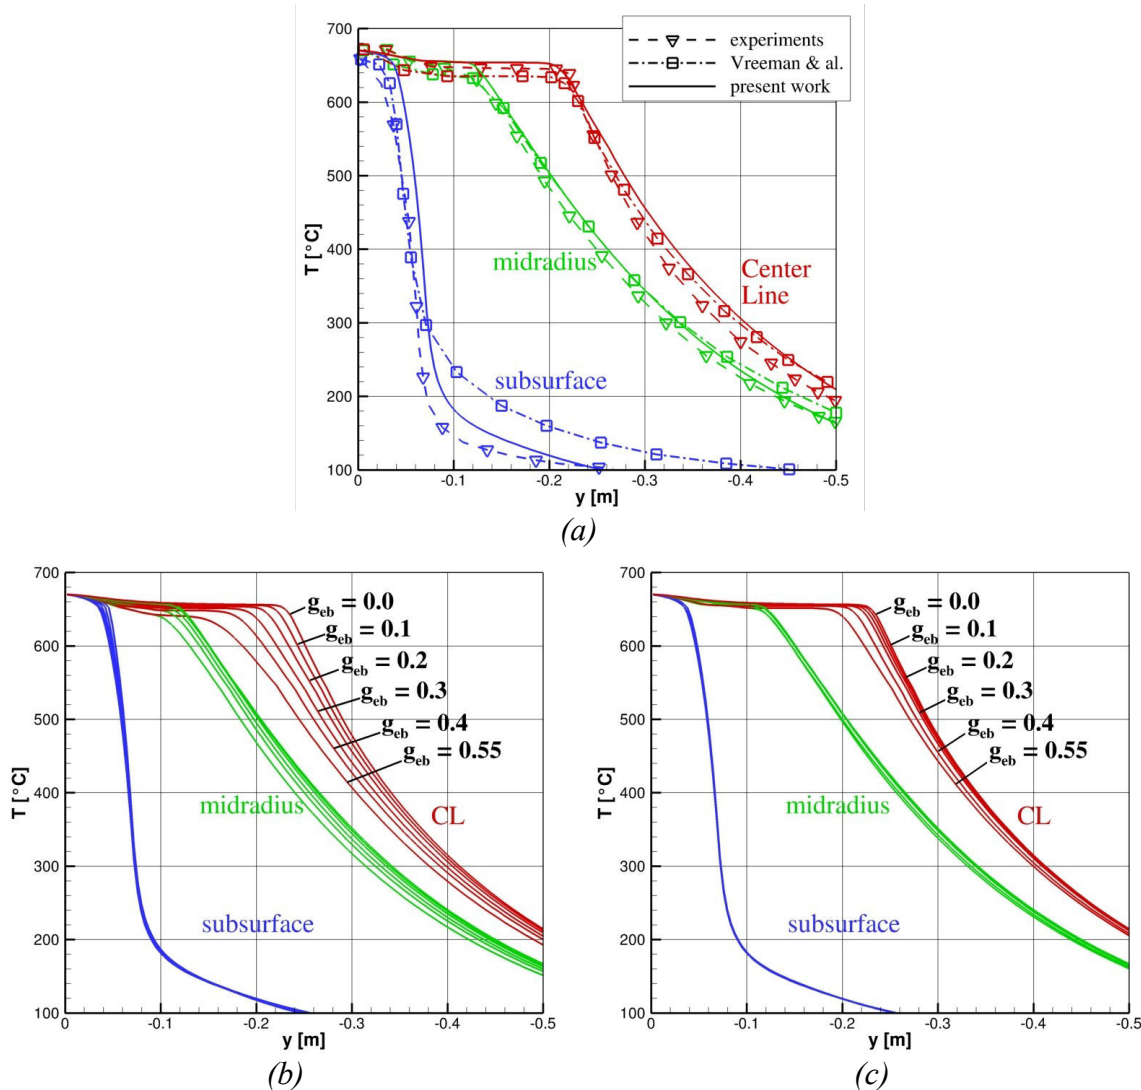 700
600
500
400
300
200
100
T [°C]
experiments
Vreeman & al.
present work
midradius
Center
Line
subsurface
0 -0.1 -0.2 -0.3 -0.4 -0.5
y [m]
(a)
700
600
500
400
300
200
100
T [°C]
g_eb = 0.0
g_eb = 0.1
g_eb = 0.2
g_eb = 0.3
g_eb = 0.4
g_eb = 0.55
midradius
CL
subsurface
0 -0.1 -0.2 -0.3 -0.4 -0.5
y [m]
(b)
700
600
500
400
300
200
100
T [°C]
g_eb = 0.0
g_eb = 0.1
g_eb = 0.2
g_eb = 0.3
g_eb = 0.4
g_eb = 0.55
midradius
CL
subsurface
0 -0.1 -0.2 -0.3 -0.4 -0.5
y [m]
(c)